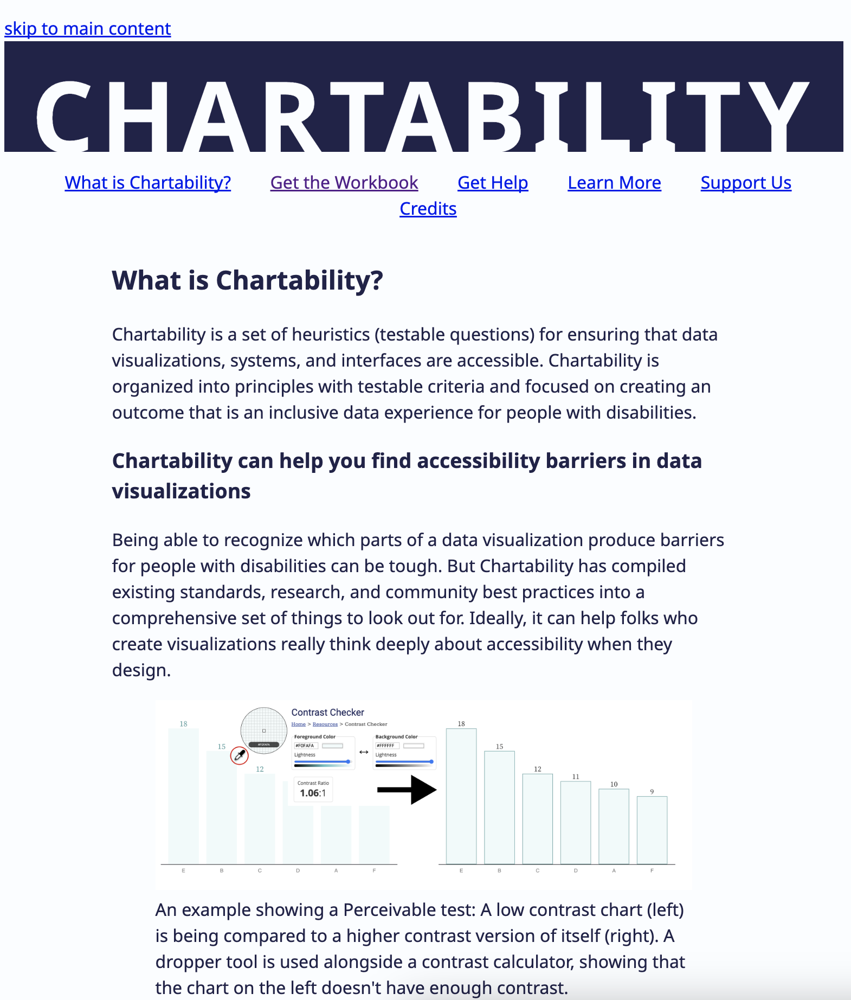 skip to main content
CHARTABILITY
What is Chartability? Get the Workbook Get Help Learn More Support Us
Credits
What is Chartability?
Chartability is a set of heuristics (testable questions) for ensuring that data
visualizations, systems, and interfaces are accessible. Chartability is
organized into principles with testable criteria and focused on creating an
outcome that is an inclusive data experience for people with disabilities.
Chartability can help you find accessibility barriers in data
visualizations
Being able to recognize which parts of a data visualization produce barriers
for people with disabilities can be tough. But Chartability has compiled
existing standards, research, and community best practices into a
comprehensive set of things to look out for. Ideally, it can help folks who
create visualizations really think deeply about accessibility when they
design.
18
15
12
E B C D A F
#F0FAFA
Contrast Checker
Home > Resources > Contrast Checker
Foreground Color
#F0FAFA
Lightness
Background Color
#FFFFFF
Lightness
Contrast Ratio
1.06:1
18
15
12
11
10
9
E B C D A F
An example showing a Perceivable test: A low contrast chart (left)
is being compared to a higher contrast version of itself (right). A
dropper tool is used alongside a contrast calculator, showing that
the chart on the left doesn't have enough contrast.